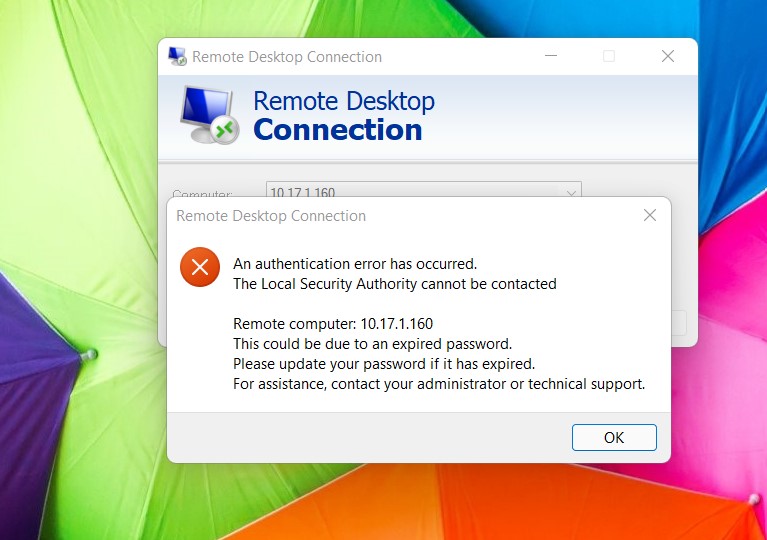 Remote Desktop Connection
Remote Desktop
Connection
Computer: 10.17.1.160
Remote Desktop Connection
An authentication error has occurred.
The Local Security Authority cannot be contacted
Remote computer: 10.17.1.160
This could be due to an expired password.
Please update your password if it has expired.
For assistance, contact your administrator or technical support.
OK